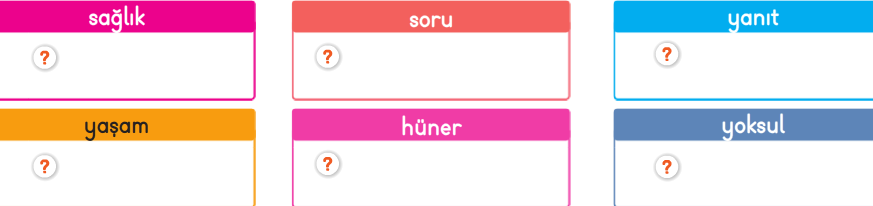 sağlık soru yanıt
? ? ?
yaşam hüner yoksul
? ? ?